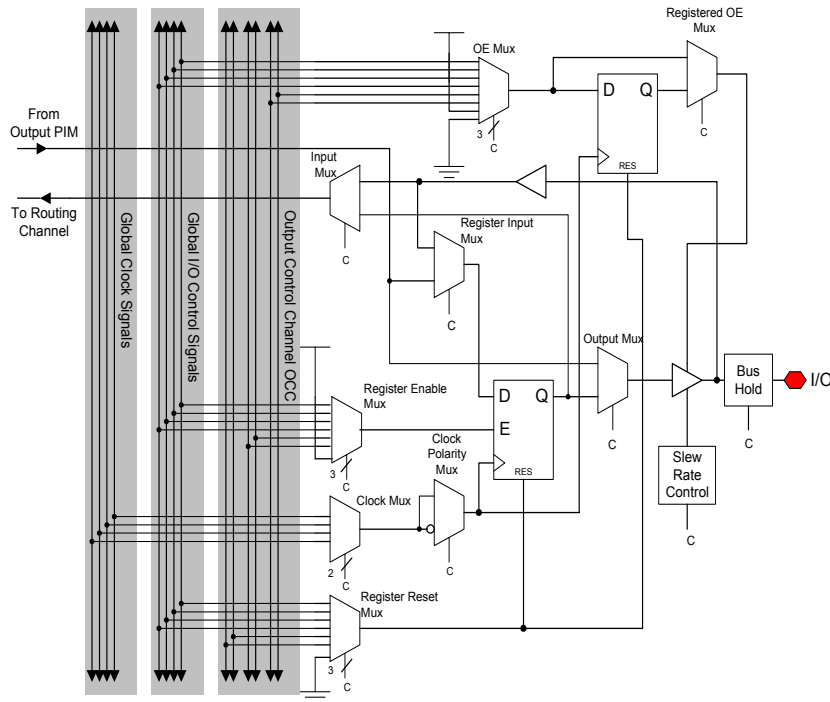 Registered OE
Mux
OE Mux
D Q
RES
3
C
C
From
Output PIM
Input
Mux
To Routing
Channel
C
Register Input
Mux
C
Global Clock Signals
Global I/O Control Signals
Output Control Channel OCC
Output Mux
C
Bus
Hold
I/O
C
Register Enable
Mux
3
C
D Q
E
RES
Clock
Polarity
Mux
C
Slew
Rate
Control
C
Clock Mux
2
C
Register Reset
Mux
3
C